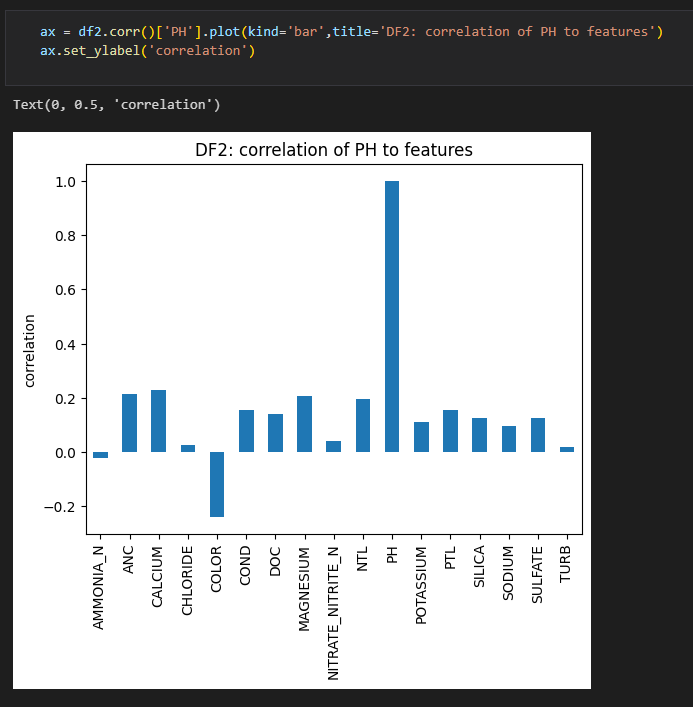 ax = df2.corr()['PH'].plot(kind='bar',title='DF2: correlation of PH to features')
ax.set_ylabel('correlation')
Text(0, 0.5, 'correlation')
DF2: correlation of PH to features
1.0
0.8
0.6
0.4
0.2
0.0
−0.2
correlation
AMMONIA_N
ANC
CALCIUM
CHLORIDE
COLOR
COND
DOC
MAGNESIUM
NITRATE_NITRITE_N
NTL
PH
POTASSIUM
PTL
SILICA
SODIUM
SULFATE
TURB